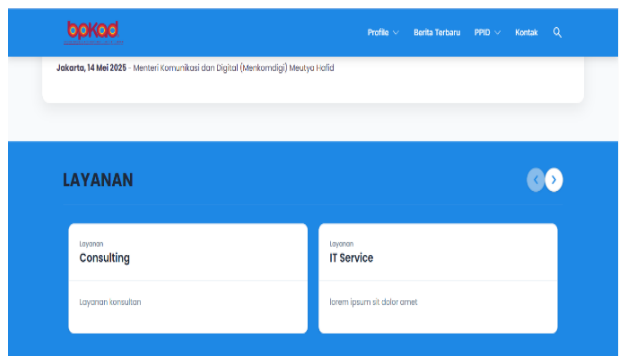 bpkad
Profile Berita Terbaru PPID Kontak
Jakarta, 14 Mei 2025 - Menteri Komunikasi dan Digital (Menkomdigi) Meutya Hafid
LAYANAN
Layanan
Consulting
Layanan konsultan
Layanan
IT Service
lorem ipsum sit dolor amet